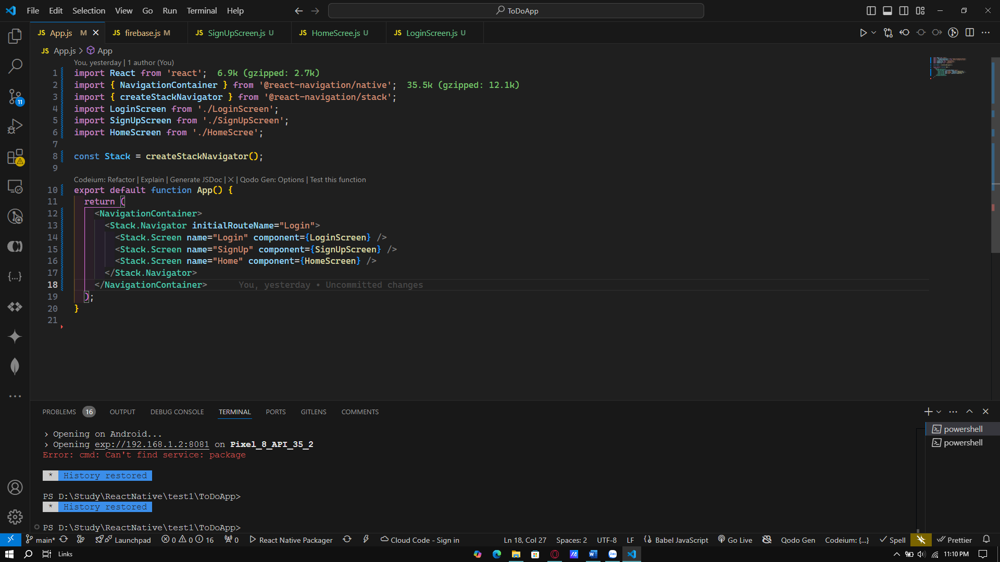 File Edit Selection View Go Run Terminal Help
ToDoApp
JS App.js M
JS firebase.js M
JS SignUpScreen.js U
JS HomeScree.js U
JS LoginScreen.js U
JS App.js > App
You, yesterday | 1 author (You)
1 import React from 'react'; 6.9k (gzipped: 2.7k)
2 import { NavigationContainer } from '@react-navigation/native'; 35.5k (gzipped: 12.1k)
3 import { createStackNavigator } from '@react-navigation/stack';
4 import LoginScreen from './LoginScreen';
5 import SignUpScreen from './SignUpScreen';
6 import HomeScreen from './HomeScree';
7
8 const Stack = createStackNavigator();
9
Codeium: Refactor | Explain | Generate JSDoc | × | Qodo Gen: Options | Test this function
10 export default function App() {
11 return (
12 <NavigationContainer>
13 <Stack.Navigator initialRouteName="Login">
14 <Stack.Screen name="Login" component={LoginScreen} />
15 <Stack.Screen name="SignUp" component={SignUpScreen} />
16 <Stack.Screen name="Home" component={HomeScreen} />
17 </Stack.Navigator>
18 </NavigationContainer> You, yesterday • Uncommitted changes
19 );
20 }
21
11
PROBLEMS 16 OUTPUT DEBUG CONSOLE TERMINAL PORTS GITLENS COMMENTS
› Opening on Android...
› Opening exp://192.168.1.2:8081 on Pixel_8_API_35_2
Error: cmd: Can't find service: package
* History restored
PS D:\Study\ReactNative\test1\ToDoApp>
* History restored
PS D:\Study\ReactNative\test1\ToDoApp>
powershell
powershell
main* Launchpad 0 0 16 0 React Native Packager Cloud Code - Sign in Ln 18, Col 27 Spaces: 2 UTF-8 LF Babel JavaScript Go Live Qodo Gen Codeium: {...} Spell Prettier
Links 11:10 PM